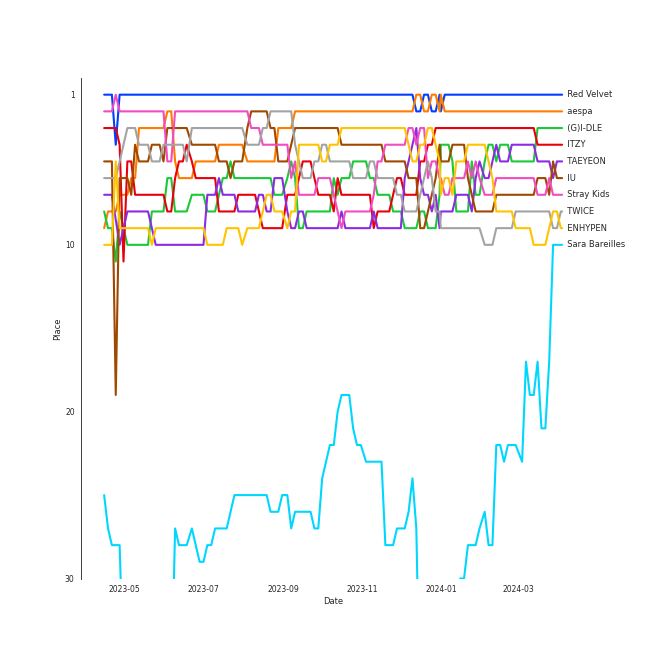 1
10
20
30
Place
2023-05
2023-07
2023-09
2023-11
2024-01
2024-03
Date
Red Velvet
aespa
(G)I-DLE
ITZY
TAEYEON
IU
Stray Kids
TWICE
ENHYPEN
Sara Bareilles